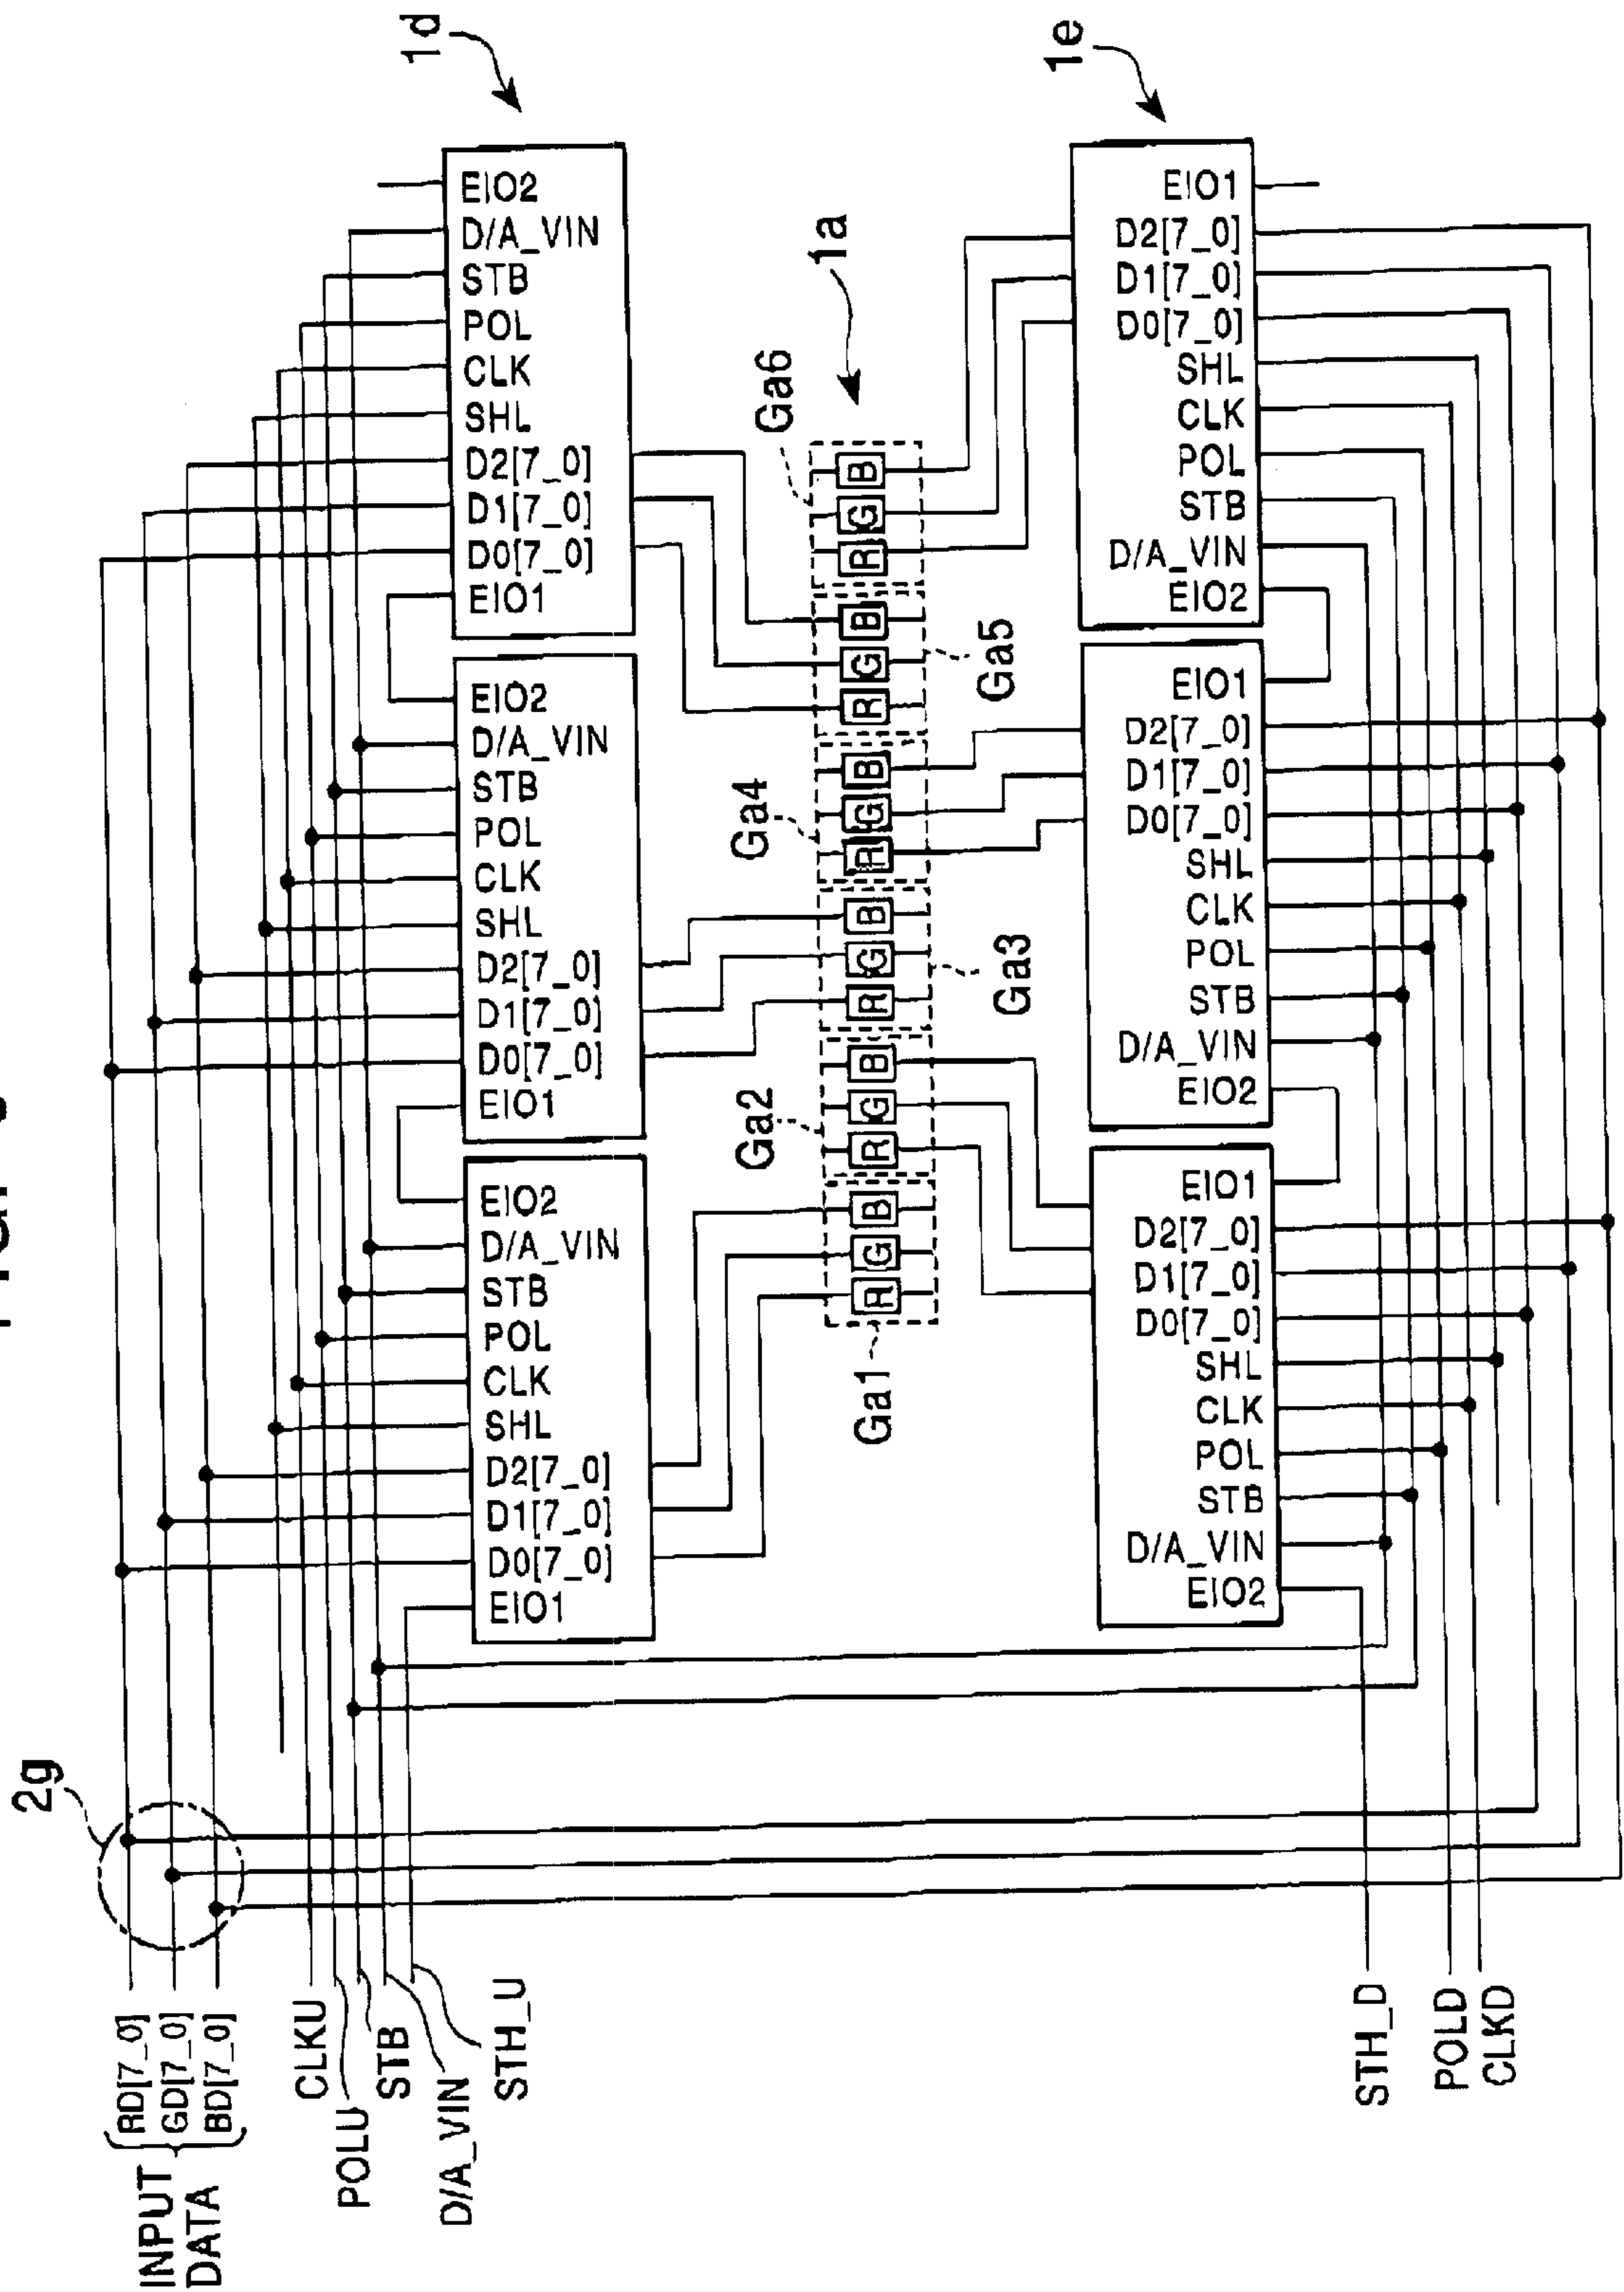 1d
EIO2
D/A_VIN
STB
POL
CLK
SHL
D2[7_0]
D1[7_0]
D0[7_0]
EIO1
EIO2
D/A_VIN
STB
POL
CLK
SHL
D2[7_0]
D1[7_0]
D0[7_0]
EIO1
EIO2
D/A_VIN
STB
POL
CLK
SHL
D2[7_0]
D1[7_0]
D0[7_0]
EIO1
1a
Ga6
B
G
R
B
G
R
Ga5
Ga4
B
G
R
B
G
R
Ga3
Ga2
B
G
R
B
G
R
Ga1
1e
EIO1
D2[7_0]
D1[7_0]
D0[7_0]
SHL
CLK
POL
STB
D/A_VIN
EIO2
EIO1
D2[7_0]
D1[7_0]
D0[7_0]
SHL
CLK
POL
STB
D/A_VIN
EIO2
EIO1
D2[7_0]
D1[7_0]
D0[7_0]
SHL
CLK
POL
STB
D/A_VIN
EIO2
2g
INPUT
DATA
RD[7_0]
GD[7_0]
BD[7_0]
CLKU
POLU
STB
D/A_VIN
STH_U
STH_D
POLD
CLKD